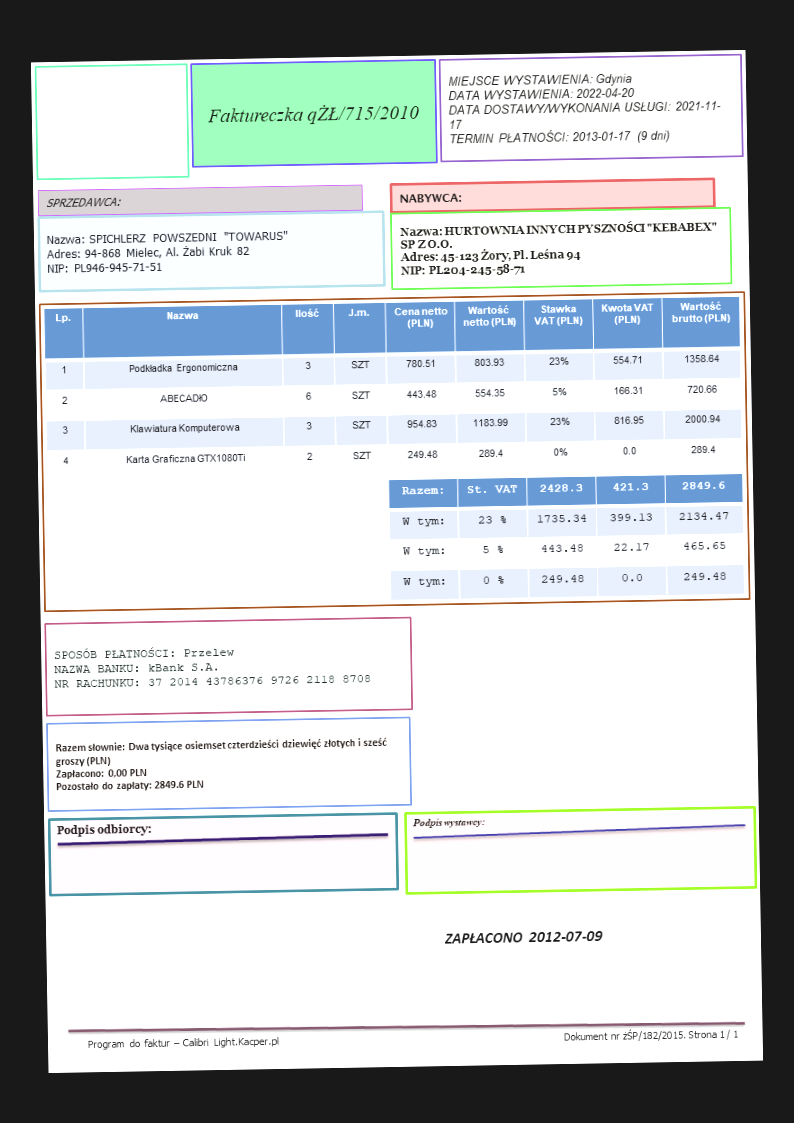 Faktureczka qŻŁ/715/2010
MIEJSCE WYSTAWIENIA: Gdynia
DATA WYSTAWIENIA: 2022-04-20
DATA DOSTAWY/WYKONANIA USŁUGI: 2021-11-
17
TERMIN PŁATNOŚCI: 2013-01-17 (9 dni)
SPRZEDAWCA:
Nazwa: SPICHLERZ POWSZEDNI "TOWARUS"
Adres: 94-868 Mielec, Al. Żabi Kruk 82
NIP: PL946-945-71-51
NABYWCA:
Nazwa: HURTOWNIA INNYCH PYSZNOŚCI "KEBABEX"
SP Z O.O.
Adres: 45-123 Żory, Pl. Leśna 94
NIP: PL204-245-58-71
Lp. Nazwa Ilość J.m. Cena netto (PLN) Wartość netto (PLN) Stawka VAT (PLN) Kwota VAT (PLN) Wartość brutto (PLN)
1 Podkładka Ergonomiczna 3 SZT 780.51 803.93 23% 554.71 1358.64
2 ABECADŁO 6 SZT 443.48 554.35 5% 166.31 720.66
3 Klawiatura Komputerowa 3 SZT 954.83 1183.99 23% 816.95 2000.94
4 Karta Graficzna GTX1080Ti 2 SZT 249.48 289.4 0% 0.0 289.4
Razem: St. VAT 2428.3 421.3 2849.6
W tym: 23 % 1735.34 399.13 2134.47
W tym: 5 % 443.48 22.17 465.65
W tym: 0 % 249.48 0.0 249.48
SPOSÓB PŁATNOŚCI: Przelew
NAZWA BANKU: kBank S.A.
NR RACHUNKU: 37 2014 43786376 9726 2118 8708
Razem słownie: Dwa tysiące osiemset czterdzieści dziewięć złotych i sześć
groszy (PLN)
Zapłacono: 0,00 PLN
Pozostało do zapłaty: 2849.6 PLN
Podpis odbiorcy:
Podpis wystawcy:
ZAPŁACONO 2012-07-09
Program do faktur – Calibri Light.Kacper.pl
Dokument nr żŚP/182/2015. Strona 1 / 1